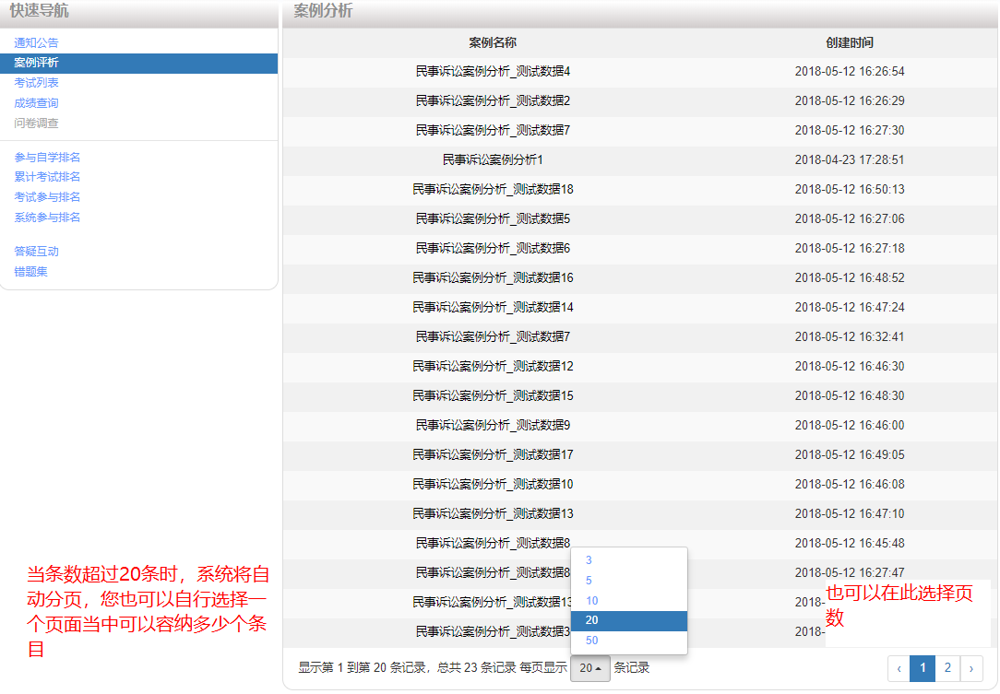 快速导航
通知公告
案例评析
考试列表
成绩查询
问卷调查
参与自学排名
累计考试排名
考试参与排名
系统参与排名
答疑互动
错题集
当条数超过20条时，系统将自
动分页，您也可以自行选择一
个页面当中可以容纳多少个条
目
案例分析
案例名称 创建时间
民事诉讼案例分析_测试数据4 2018-05-12 16:26:54
民事诉讼案例分析_测试数据2 2018-05-12 16:26:29
民事诉讼案例分析_测试数据7 2018-05-12 16:27:30
民事诉讼案例分析1 2018-04-23 17:28:51
民事诉讼案例分析_测试数据18 2018-05-12 16:50:13
民事诉讼案例分析_测试数据5 2018-05-12 16:27:06
民事诉讼案例分析_测试数据6 2018-05-12 16:27:18
民事诉讼案例分析_测试数据16 2018-05-12 16:48:52
民事诉讼案例分析_测试数据14 2018-05-12 16:47:24
民事诉讼案例分析_测试数据7 2018-05-12 16:32:41
民事诉讼案例分析_测试数据12 2018-05-12 16:46:30
民事诉讼案例分析_测试数据15 2018-05-12 16:48:30
民事诉讼案例分析_测试数据9 2018-05-12 16:46:00
民事诉讼案例分析_测试数据17 2018-05-12 16:49:05
民事诉讼案例分析_测试数据10 2018-05-12 16:46:08
民事诉讼案例分析_测试数据13 2018-05-12 16:47:10
民事诉讼案例分析_测试数据8 2018-05-12 16:45:48
民事诉讼案例分析_测试数据8 2018-05-12 16:27:47
民事诉讼案例分析_测试数据13 2018-
民事诉讼案例分析_测试数据3 2018-
3
5
10
20
50
也可以在此选择页
数
显示第 1 到第 20 条记录，总共 23 条记录 每页显示 20 条记录
‹ 1 2 ›